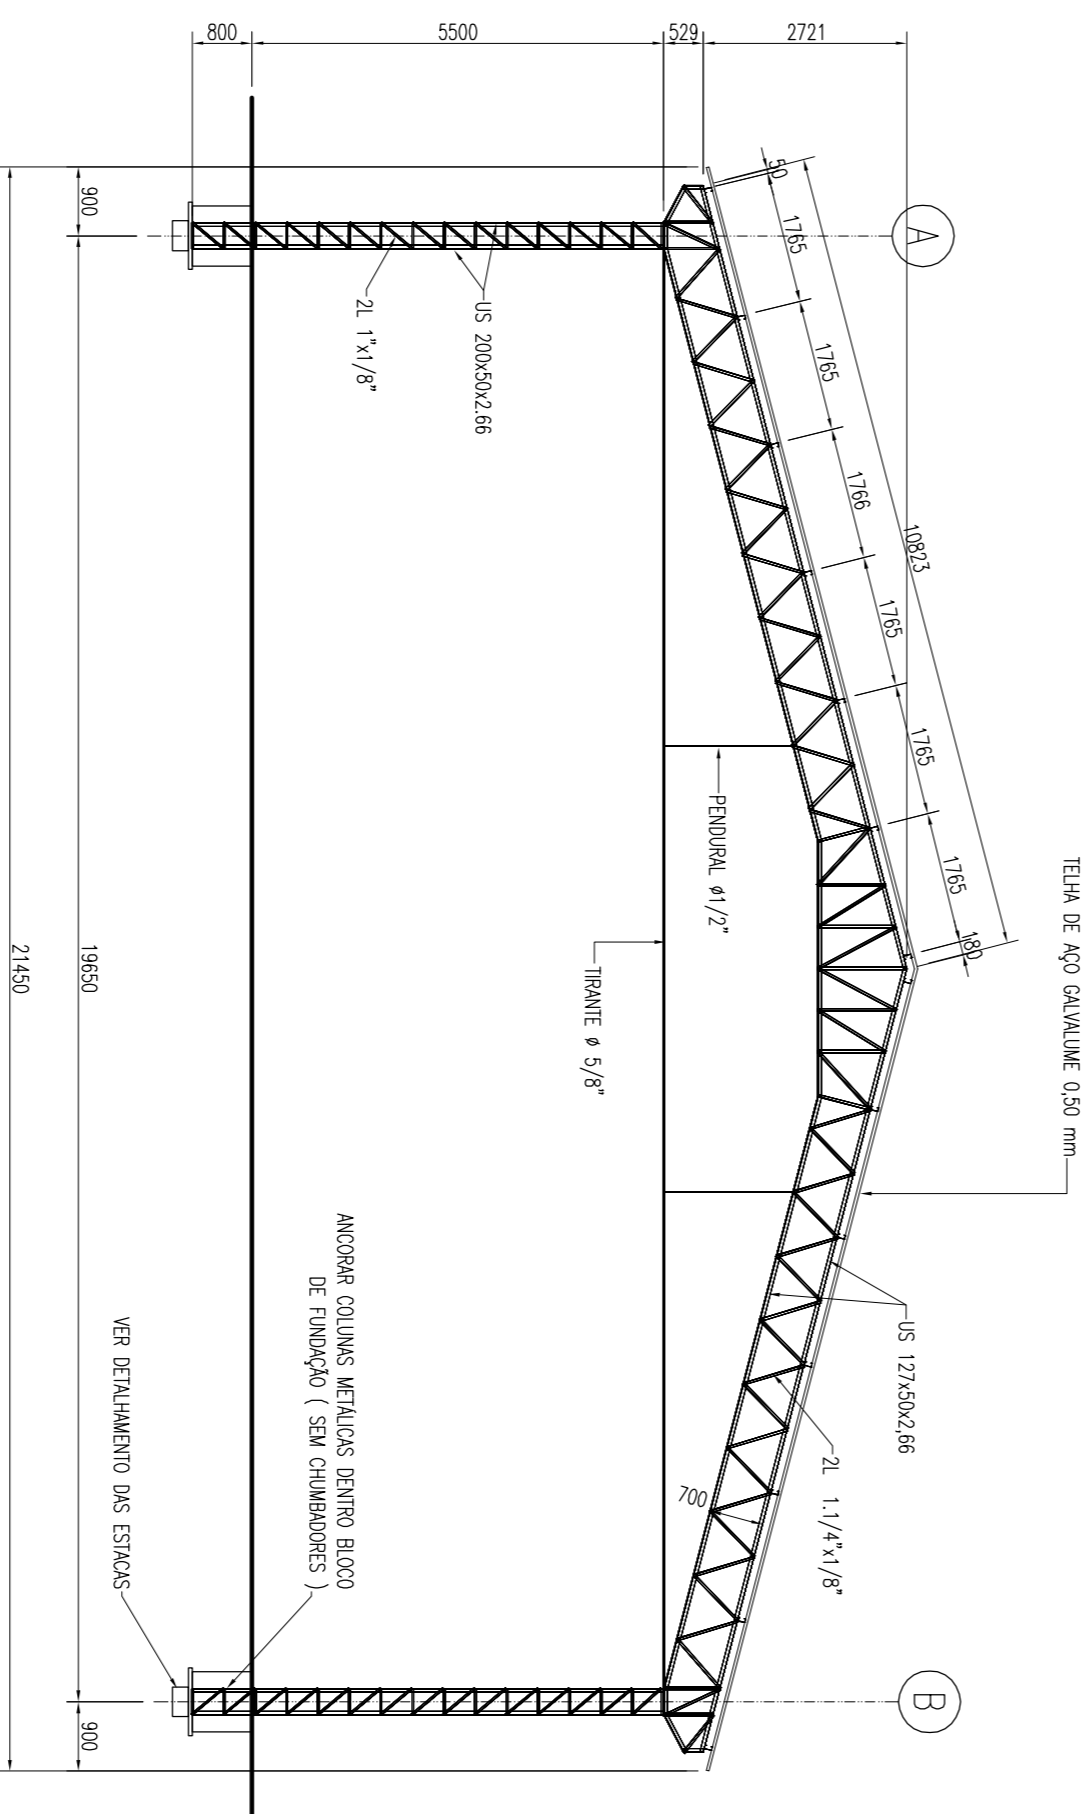 TELHA DE AÇO GALVALUME 0,50 mm
A
B
10823
50
1765
1765
1766
1765
1765
1765
180
2721
529
5500
800
US 127x50x2,66
2L 1.1/4"x1/8"
700
PENDURAL ø1/2"
TIRANTE ø 5/8"
US 200x50x2.66
2L 1"x1/8"
ANCORAR COLUNAS METÁLICAS DENTRO BLOCO
DE FUNDAÇÃO ( SEM CHUMBADORES )
VER DETALHAMENTO DAS ESTACAS
900
19650
900
21450